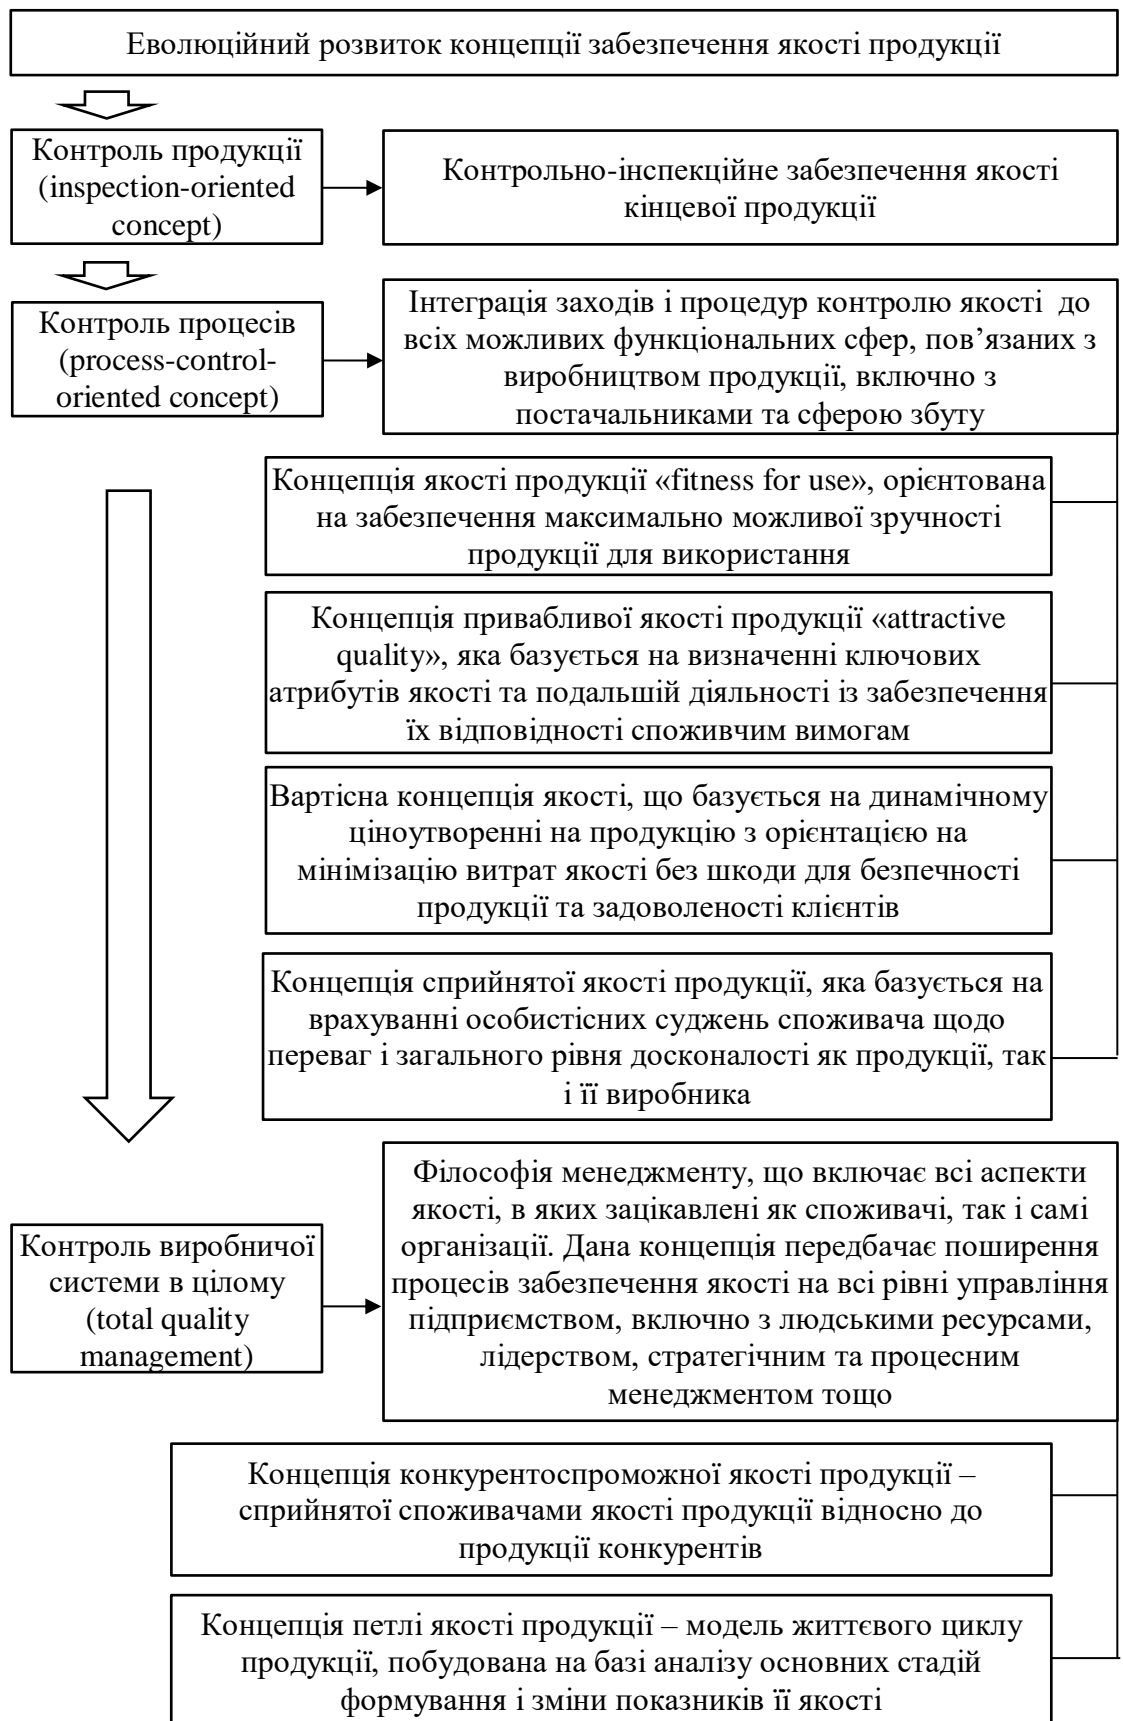 Еволюційний розвиток концепції забезпечення якості продукції
Контроль продукції
(inspection-oriented
concept)
Контрольно-інспекційне забезпечення якості
кінцевої продукції
Контроль процесів
(process-control-
oriented concept)
Інтеграція заходів і процедур контролю якості  до
всіх можливих функціональних сфер, пов’язаних з
виробництвом продукції, включно з
постачальниками та сферою збуту
Концепція якості продукції «fitness for use», орієнтована
на забезпечення максимально можливої зручності
продукції для використання
Концепція привабливої якості продукції «attractive
quality», яка базується на визначенні ключових
атрибутів якості та подальшій діяльності із забезпечення
їх відповідності споживчим вимогам
Вартісна концепція якості, що базується на динамічному
ціноутворенні на продукцію з орієнтацією на
мінімізацію витрат якості без шкоди для безпечності
продукції та задоволеності клієнтів
Концепція сприйнятої якості продукції, яка базується на
врахуванні особистісних суджень споживача щодо
переваг і загального рівня досконалості як продукції, так
і її виробника
Контроль виробничої
системи в цілому
(total quality
management)
Філософія менеджменту, що включає всі аспекти
якості, в яких зацікавлені як споживачі, так і самі
організації. Дана концепція передбачає поширення
процесів забезпечення якості на всі рівні управління
підприємством, включно з людськими ресурсами,
лідерством, стратегічним та процесним
менеджментом тощо
Концепція конкурентоспроможної якості продукції –
сприйнятої споживачами якості продукції відносно до
продукції конкурентів
Концепція петлі якості продукції – модель життєвого циклу
продукції, побудована на базі аналізу основних стадій
формування і зміни показників її якості